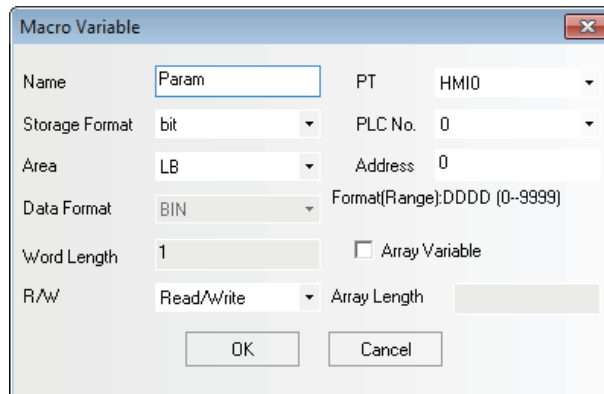 Macro Variable
Name Param PT HMI0
Storage Format bit PLC No. 0
Area LB Address 0
Data Format BIN Format(Range):DDDD (0--9999)
Word Length 1 Array Variable
R/W Read/Write Array Length
OK Cancel